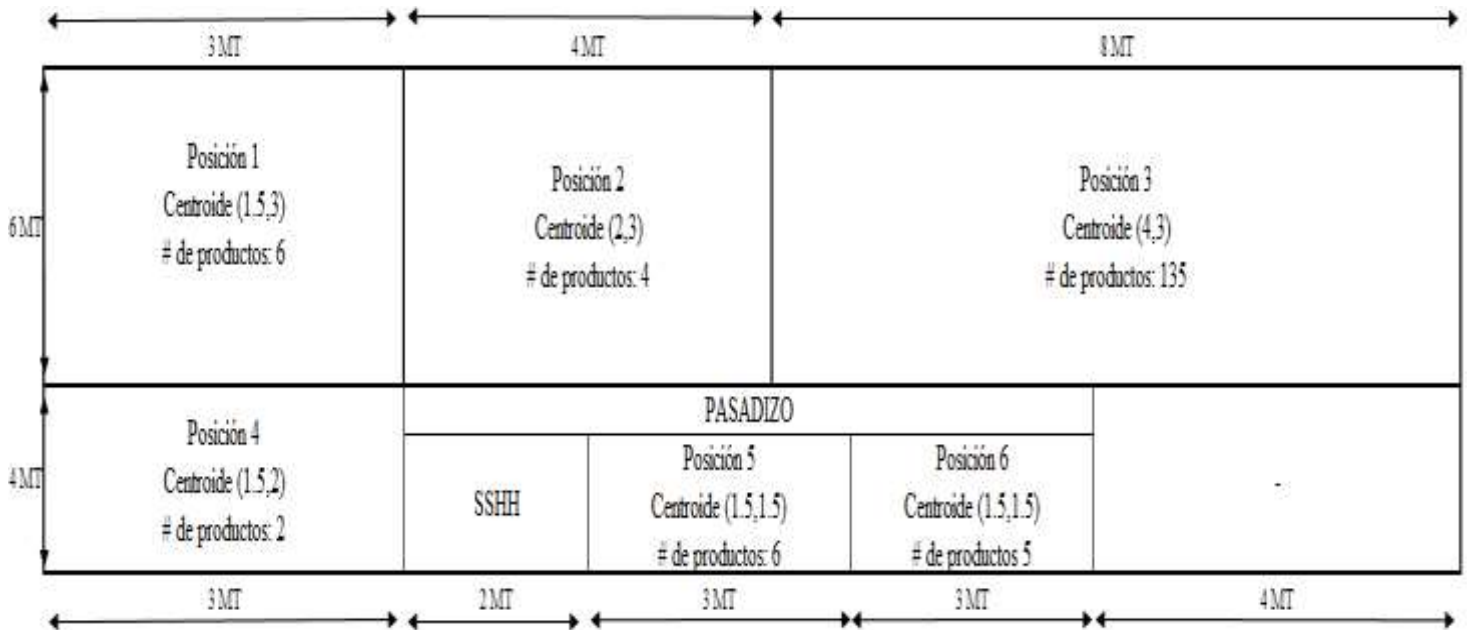 3 MT
4 MT
8 MT
6 MT
Posición 1
Centroide (1.5,3)
# de productos: 6
Posición 2
Centroide (2,3)
# de productos: 4
Posición 3
Centroide (4,3)
# de productos: 135
4 MT
Posición 4
Centroide (1.5,2)
# de productos: 2
PASADIZO
SSHH
Posición 5
Centroide (1.5,1.5)
# de productos: 6
Posición 6
Centroide (1.5,1.5)
# de productos 5
-
3 MT
2 MT
3 MT
3 MT
4 MT